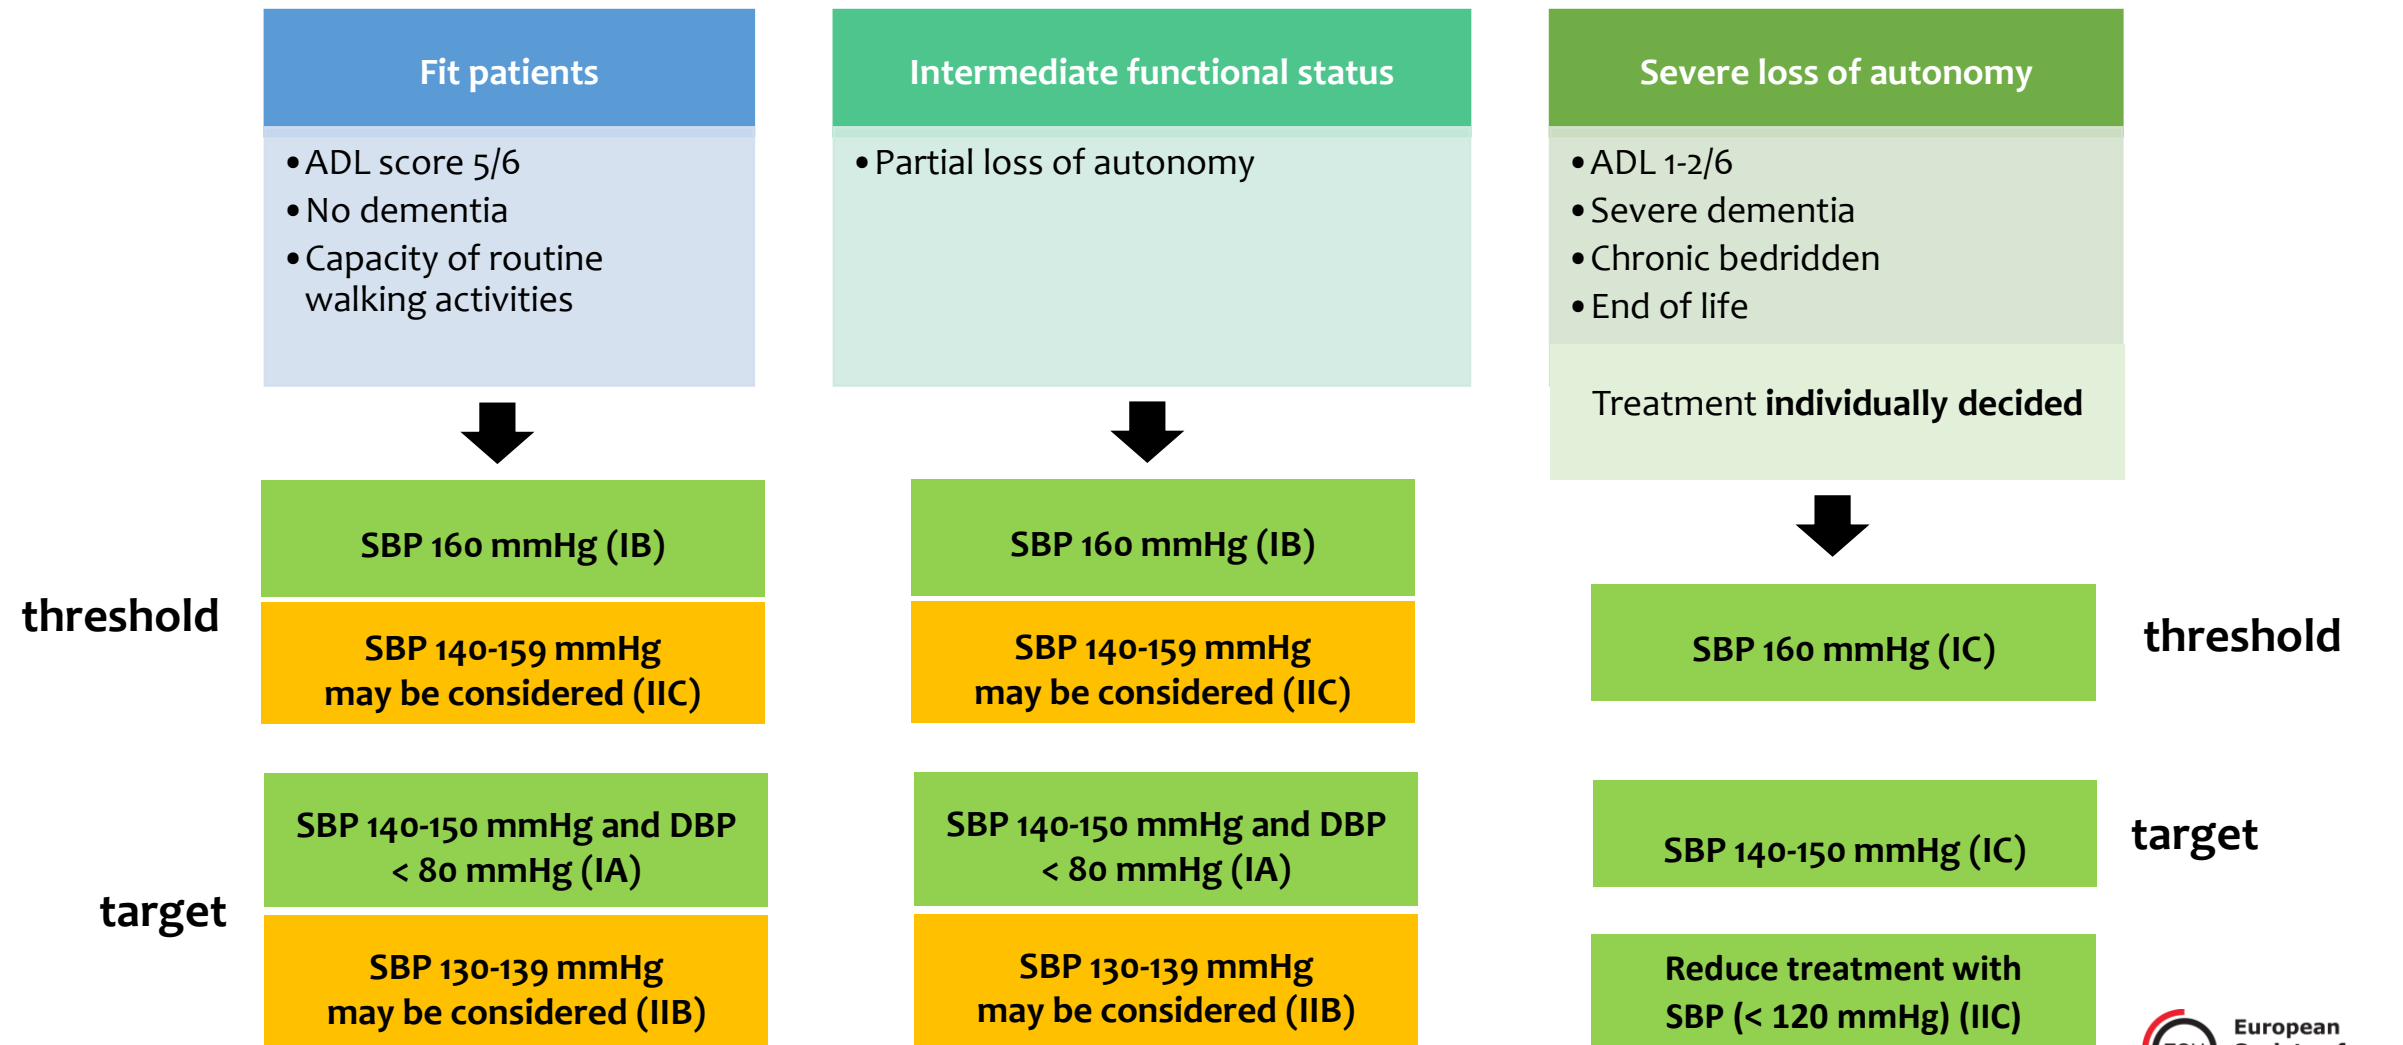 Fit patients
•ADL score 5/6
•No dementia
•Capacity of routine
walking activities
Intermediate functional status
•Partial loss of autonomy
Severe loss of autonomy
•ADL 1-2/6
•Severe dementia
•Chronic bedridden
•End of life
Treatment individually decided
threshold
SBP 160 mmHg (IB)
SBP 140-159 mmHg
may be considered (IIC)
SBP 160 mmHg (IB)
SBP 140-159 mmHg
may be considered (IIC)
SBP 160 mmHg (IC)
threshold
target
SBP 140-150 mmHg and DBP
< 80 mmHg (IA)
SBP 130-139 mmHg
may be considered (IIB)
SBP 140-150 mmHg and DBP
< 80 mmHg (IA)
SBP 130-139 mmHg
may be considered (IIB)
SBP 140-150 mmHg (IC)
target
Reduce treatment with
SBP (< 120 mmHg) (IIC)
European